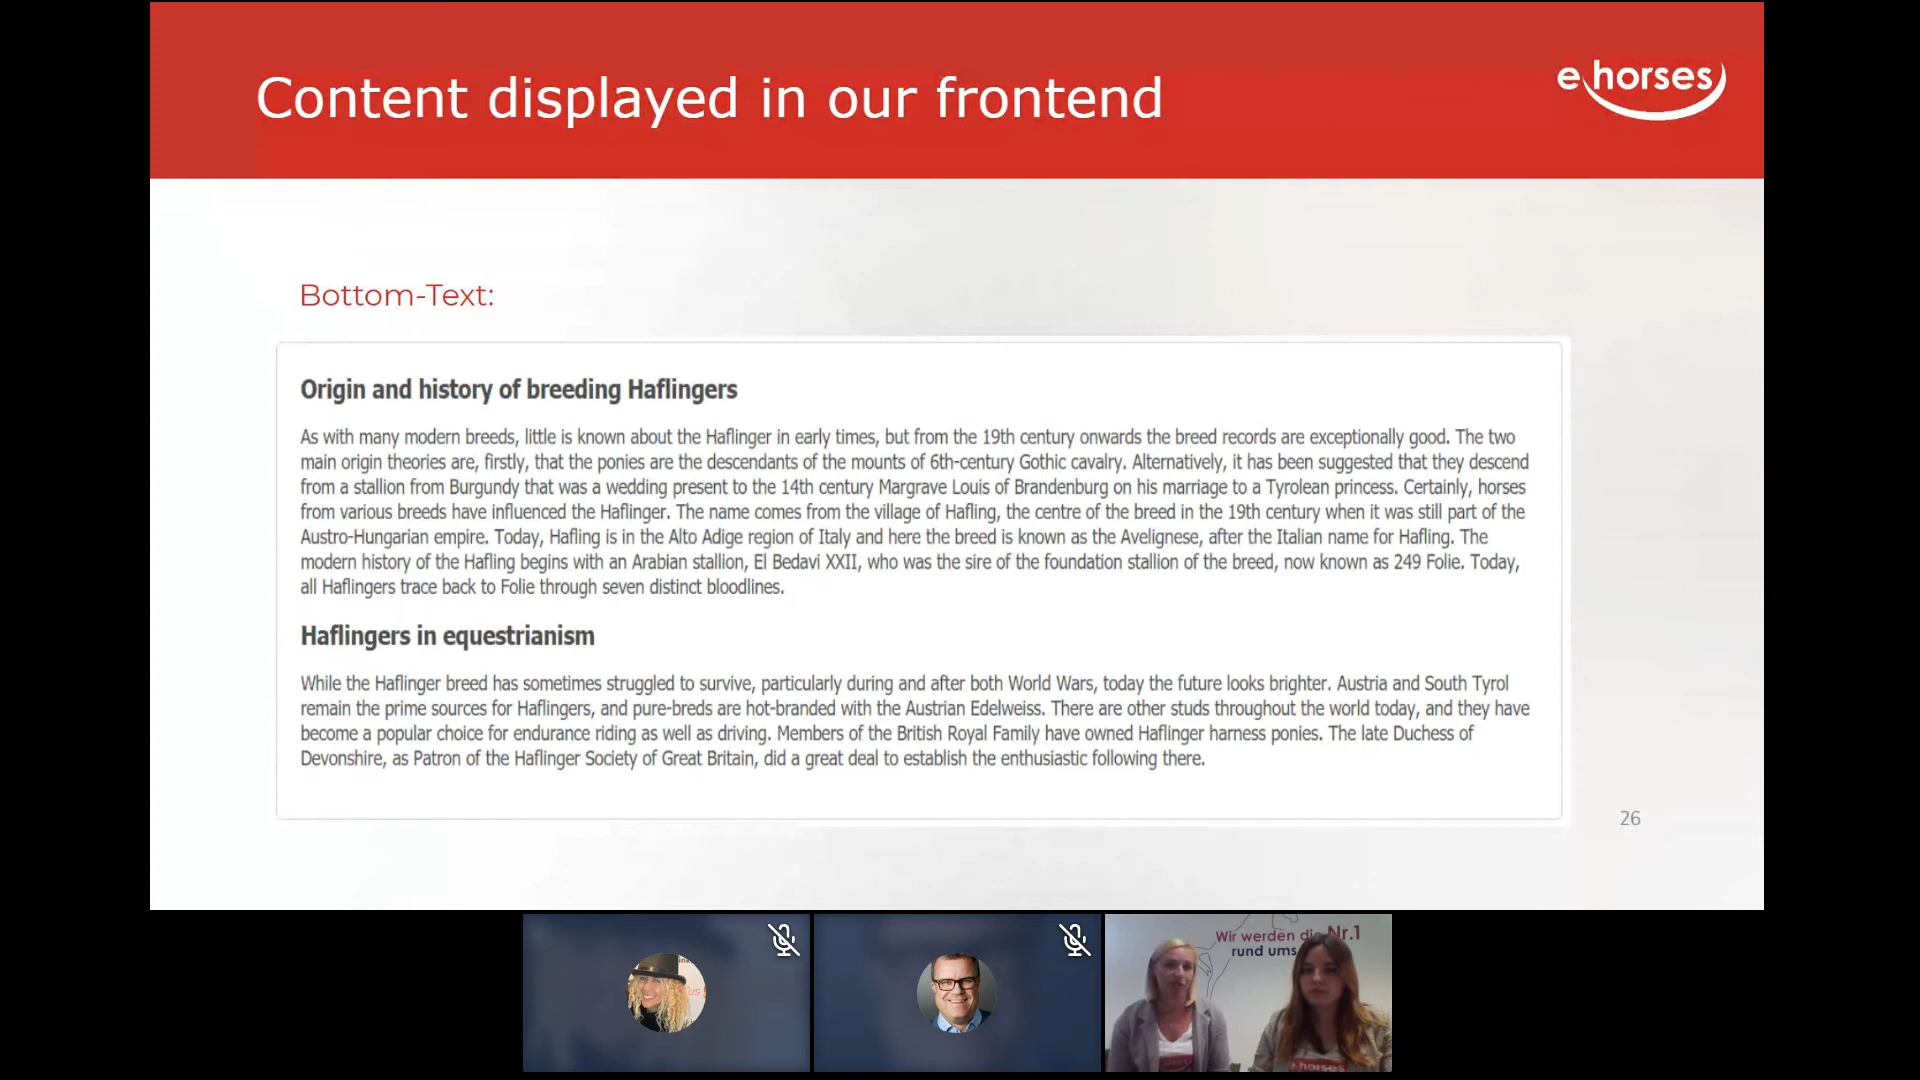 Content displayed in our frontend
ehorses
Bottom-Text:
Origin and history of breeding Haflingers
As with many modern breeds, little is known about the Haflinger in early times, but from the 19th century onwards the breed records are exceptionally good. The two
main origin theories are, firstly, that the ponies are the descendants of the mounts of 6th-century Gothic cavalry. Alternatively, it has been suggested that they descend
from a stallion from Burgundy that was a wedding present to the 14th century Margrave Louis of Brandenburg on his marriage to a Tyrolean princess. Certainly, horses
from various breeds have influenced the Haflinger. The name comes from the village of Hafling, the centre of the breed in the 19th century when it was still part of the
Austro-Hungarian empire. Today, Hafling is in the Alto Adige region of Italy and here the breed is known as the Avelignese, after the Italian name for Hafling. The
modern history of the Hafling begins with an Arabian stallion, El Bedavi XXII, who was the sire of the foundation stallion of the breed, now known as 249 Folie. Today,
all Haflingers trace back to Folie through seven distinct bloodlines.
Haflingers in equestrianism
While the Haflinger breed has sometimes struggled to survive, particularly during and after both World Wars, today the future looks brighter. Austria and South Tyrol
remain the prime sources for Haflingers, and pure-breds are hot-branded with the Austrian Edelweiss. There are other studs throughout the world today, and they have
become a popular choice for endurance riding as well as driving. Members of the British Royal Family have owned Haflinger harness ponies. The late Duchess of
Devonshire, as Patron of the Haflinger Society of Great Britain, did a great deal to establish the enthusiastic following there.
26
Wir werden die Nr.1
rund ums
ehorses